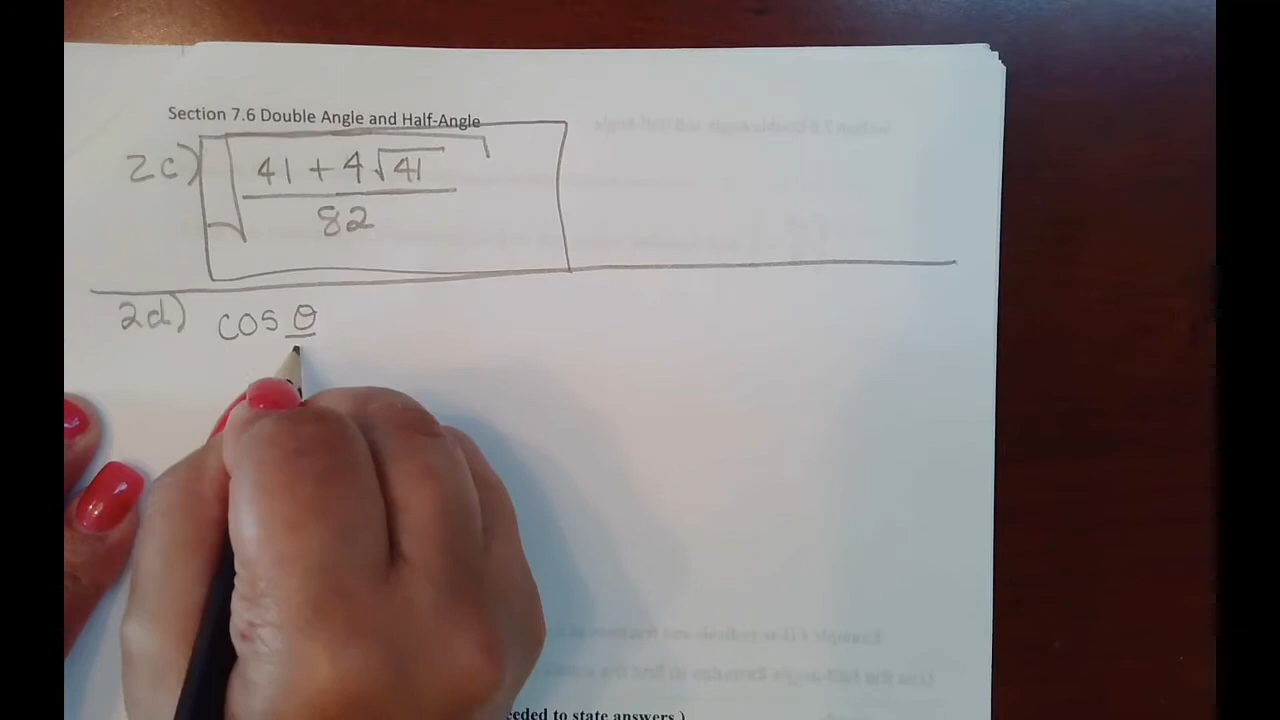 Section 7.6 Double Angle and Half-Angle
2c) √((41 + 4√41)/82)
2d) cos θ
eeded to state answers.)